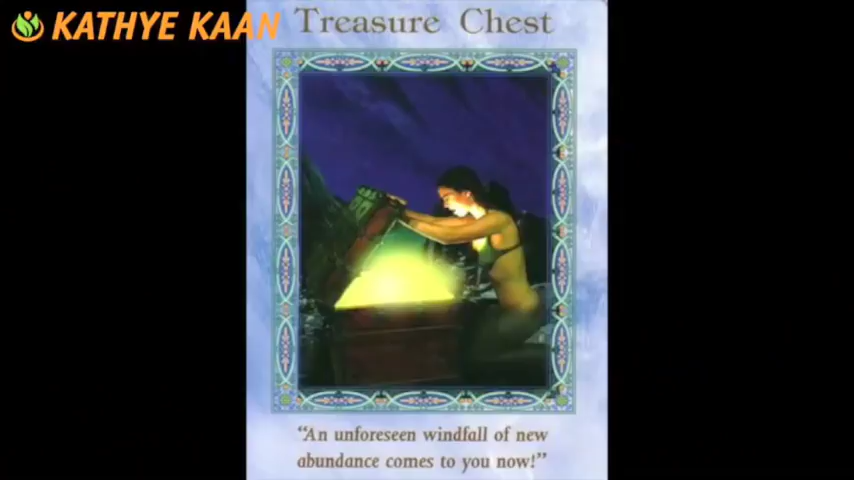 KATHYE KAAN
Treasure Chest
“An unforeseen windfall of new
abundance comes to you now!”